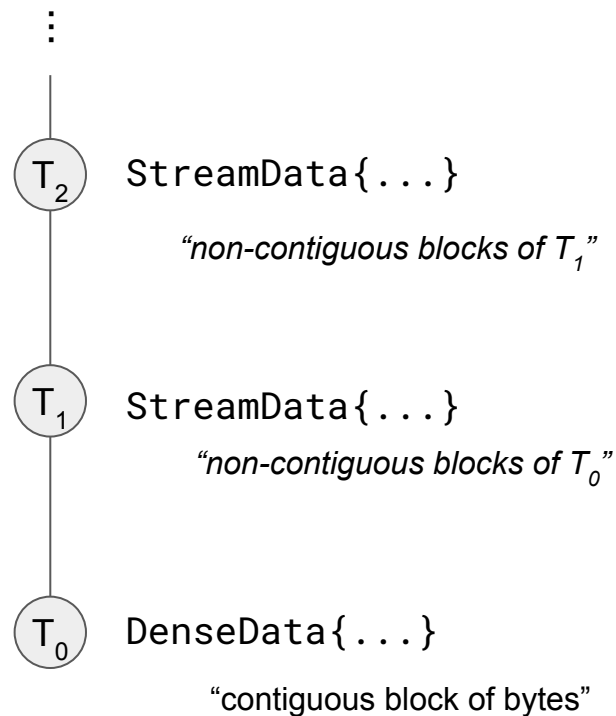 ⋮
T₂ StreamData{...}
“non-contiguous blocks of T₁”
T₁ StreamData{...}
“non-contiguous blocks of T₀”
T₀ DenseData{...}
“contiguous block of bytes”